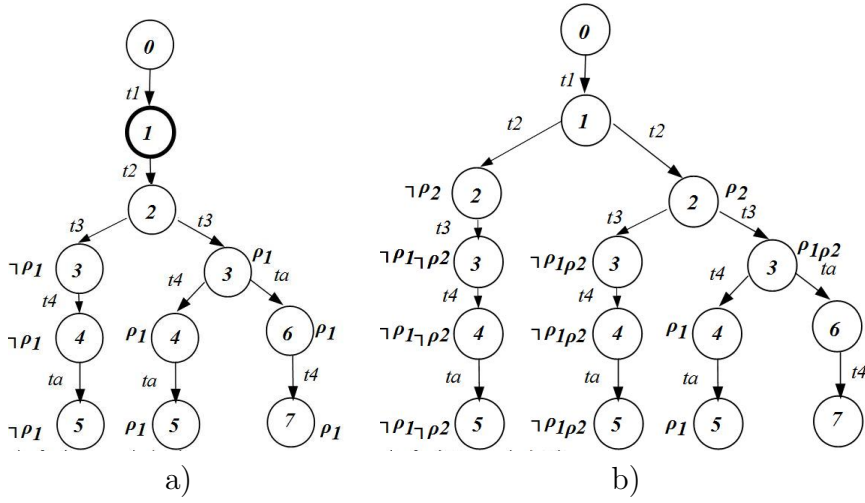 0
t1
1
t2
2
t3 t3
¬ρ1 3 3 ρ1
t4 t4 ta
¬ρ1 4 ρ1 4 6 ρ1
ta ta t4
¬ρ1 5 ρ1 5 7 ρ1
a)
0
t1
1
t2 t2
¬ρ2 2 2 ρ2
t3 t3 t3
¬ρ1¬ρ2 3 ¬ρ1ρ2 3 3 ρ1ρ2
t4 t4 t4 ta
¬ρ1¬ρ2 4 ¬ρ1ρ2 4 ρ1 4 6
ta ta ta t4
¬ρ1¬ρ2 5 ¬ρ1ρ2 5 ρ1 5 7
b)